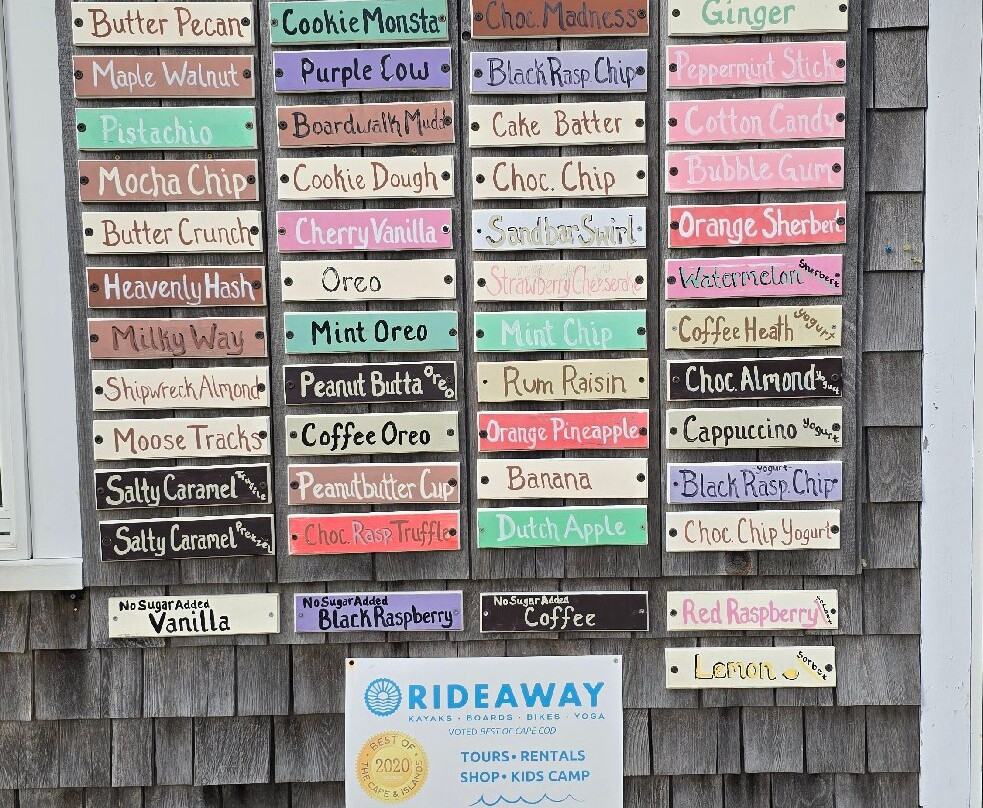 Butter Pecan
Maple Walnut
Pistachio
Mocha Chip
Butter Crunch
Heavenly Hash
Milky Way
Shipwreck Almond
Moose Tracks
Salty Caramel Truffle
Salty Caramel Pretzel
Cookie Monsta
Purple Cow
Boardwalk Mudd
Cookie Dough
Cherry Vanilla
Oreo
Mint Oreo
Peanut Butta Oreo
Coffee Oreo
Peanutbutter Cup
Choc. Rasp. Truffle
Choc. Madness
Black Rasp. Chip
Cake Batter
Choc. Chip
Sandbar Swirl
Strawberry Cheesecake
Mint Chip
Rum Raisin
Orange Pineapple
Banana
Dutch Apple
Ginger
Peppermint Stick
Cotton Candy
Bubble Gum
Orange Sherbert
Watermelon Sherbert
Coffee Heath Yogurt
Choc. Almond Yogurt
Cappuccino Yogurt
yogurt
Black Rasp. Chip
Choc. Chip Yogurt
No Sugar Added
Vanilla
No Sugar Added
Black Raspberry
No Sugar Added
Coffee
Red Raspberry
Lemon Sorbet
RIDEAWAY
KAYAKS • BOARDS • BIKES • YOGA
VOTED BEST OF CAPE COD
BEST OF
2020
THE CAPE & ISLANDS
TOURS • RENTALS
SHOP • KIDS CAMP